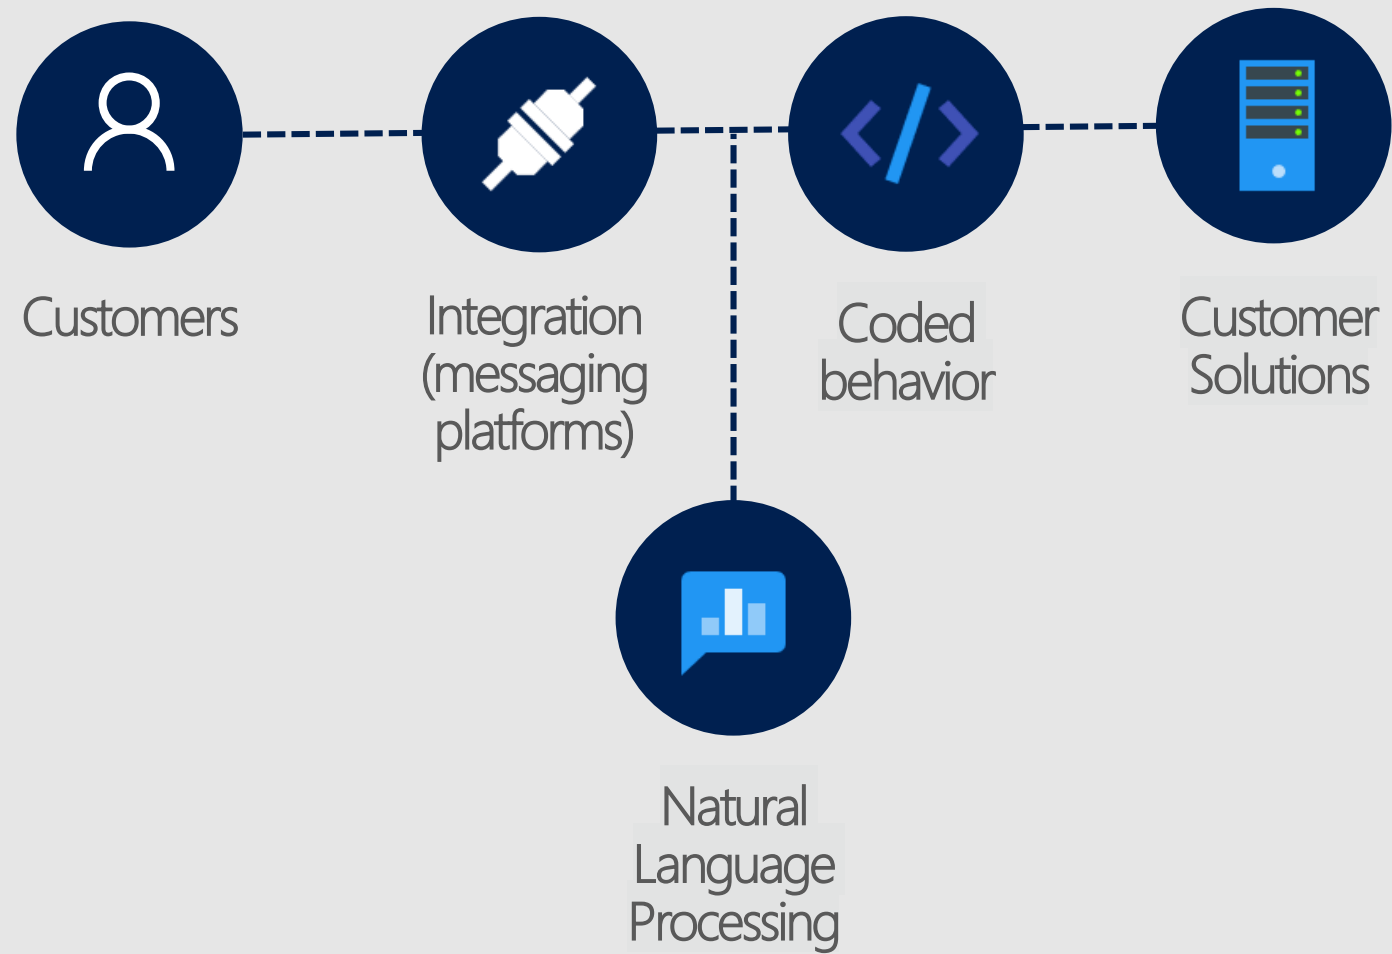 Customers
Integration
(messaging
platforms)
Coded
behavior
Customer
Solutions
Natural
Language
Processing